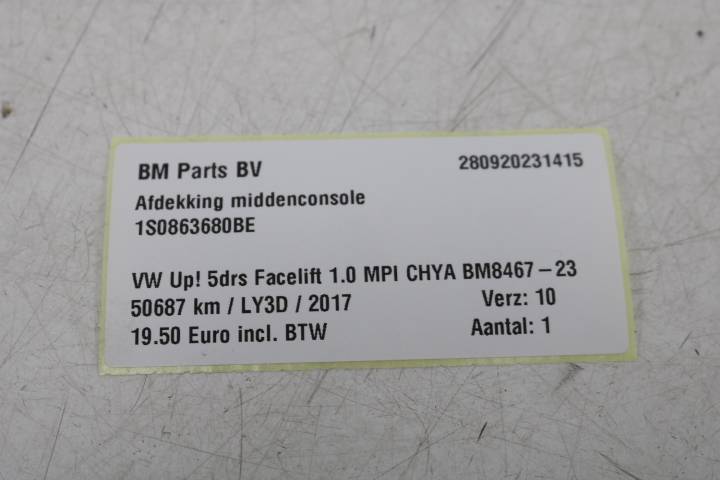 BM Parts BV 280920231415
Afdekking middenconsole
1S0863680BE
VW Up! 5drs Facelift 1.0 MPI CHYA BM8467-23
50687 km / LY3D / 2017 Verz: 10
19.50 Euro incl. BTW Aantal: 1